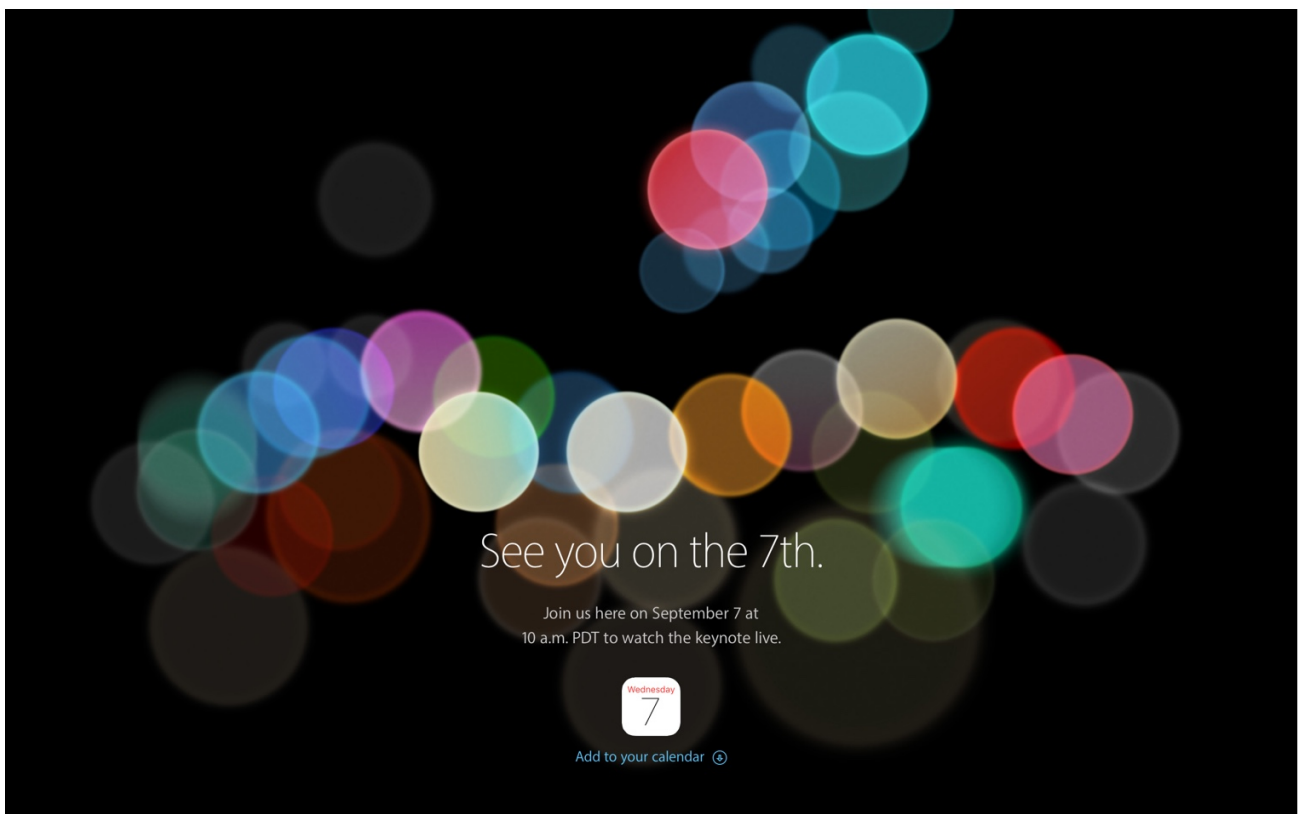 See you on the 7th.
Join us here on September 7 at
10 a.m. PDT to watch the keynote live.
Wednesday
7
Add to your calendar